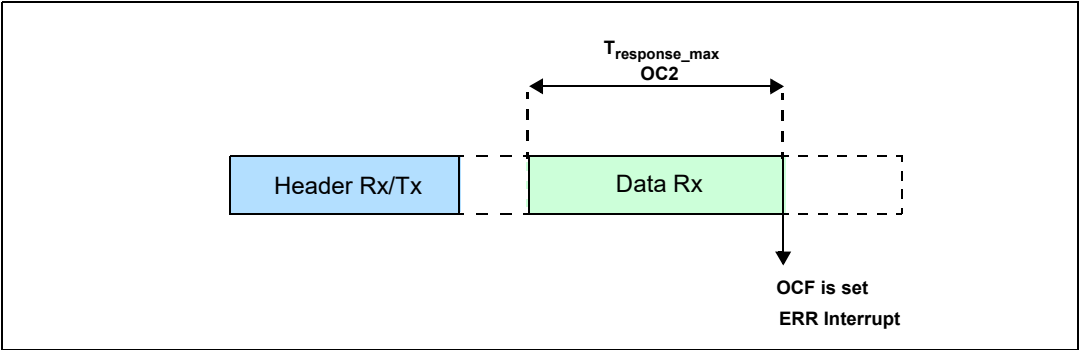 Tresponse_max
OC2
Header Rx/Tx
Data Rx
OCF is set
ERR Interrupt